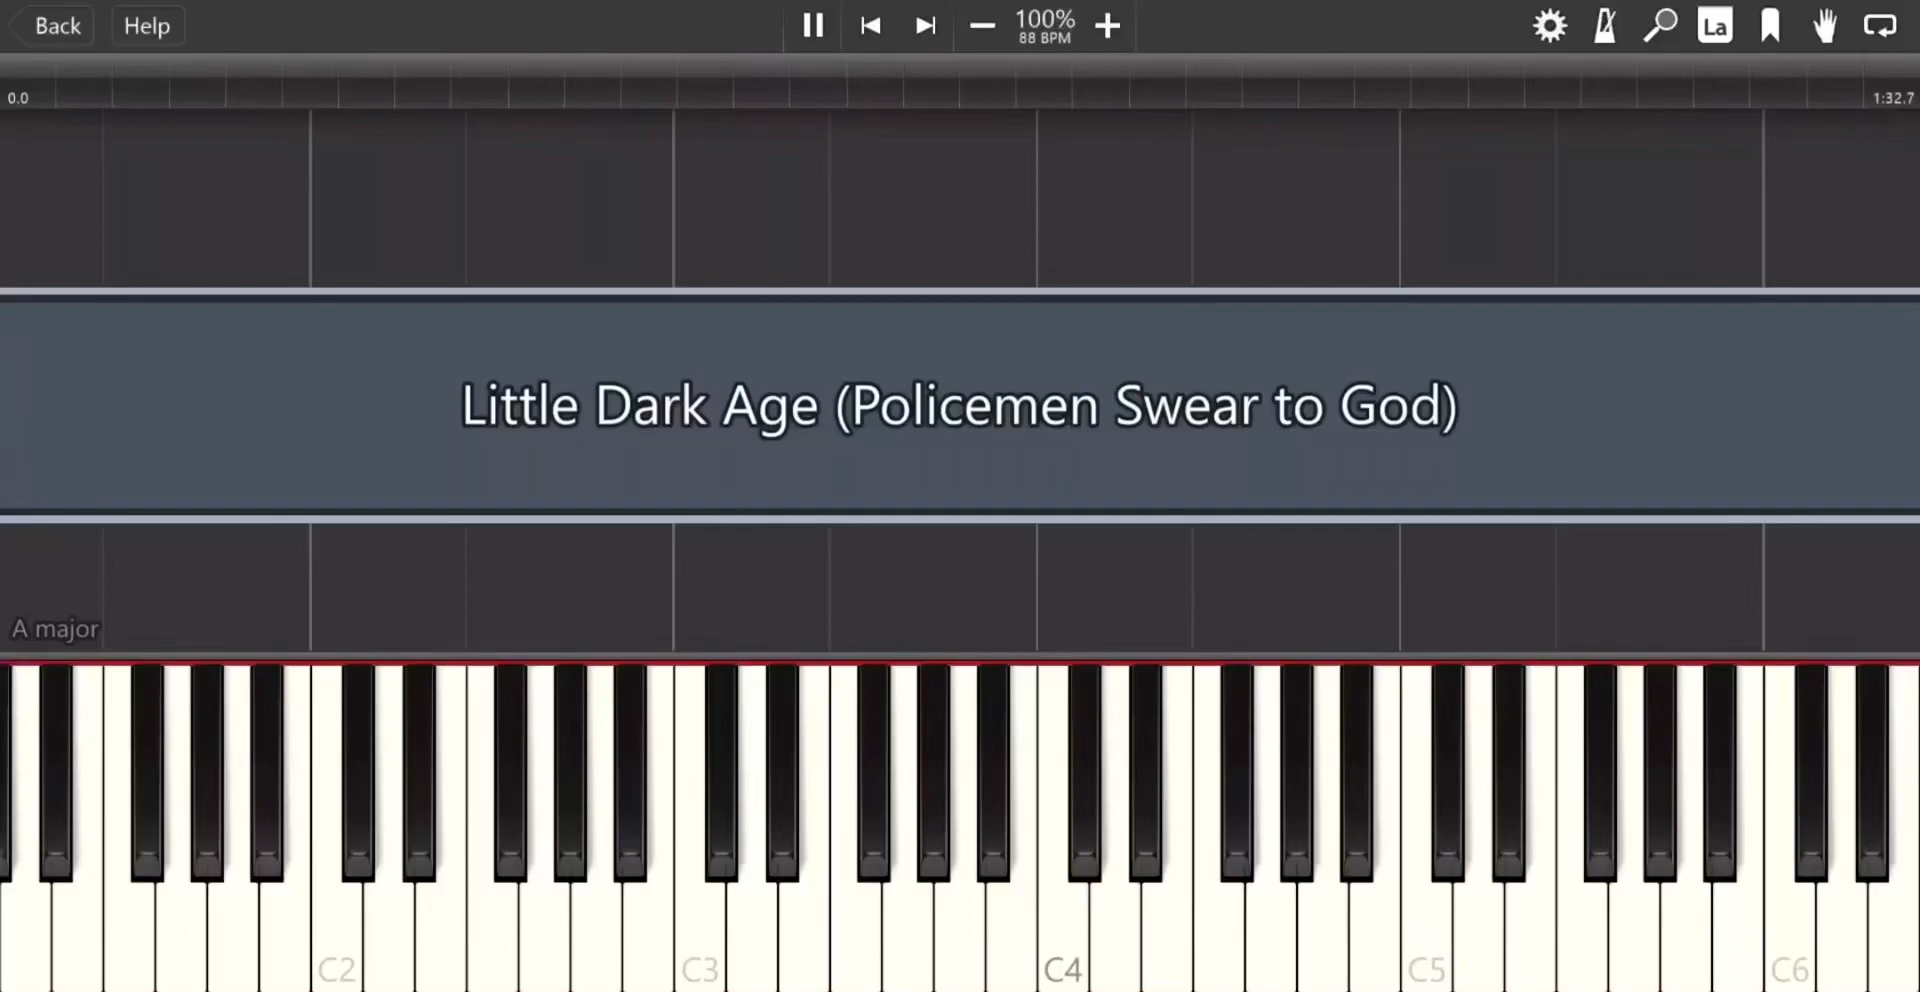 Back
Help
100%
88 BPM
La
0.0
1:32.7
Little Dark Age (Policemen Swear to God)
A major
C2
C3
C4
C5
C6